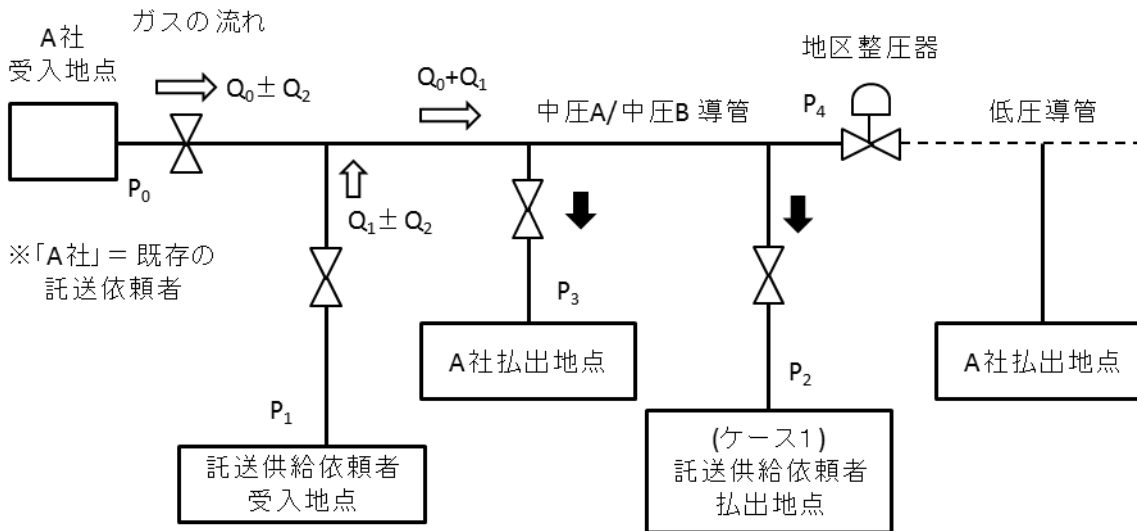 ガスの流れ
A社
受入地点
Q₀± Q₂
Q₀+Q₁
中圧A/中圧B 導管
地区整圧器
P₄
低圧導管
P₀
Q₁± Q₂
※「A社」= 既存の
託送依頼者
P₃
A社払出地点
P₂
A社払出地点
P₁
託送供給依頼者
受入地点
(ケース1)
託送供給依頼者
払出地点